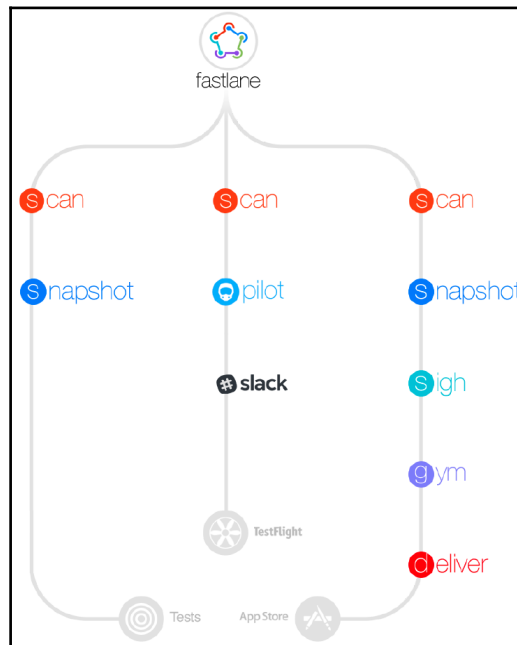 fastlane
scan scan scan
snapshot pilot snapshot
slack sigh
gym
TestFlight
deliver
Tests App Store